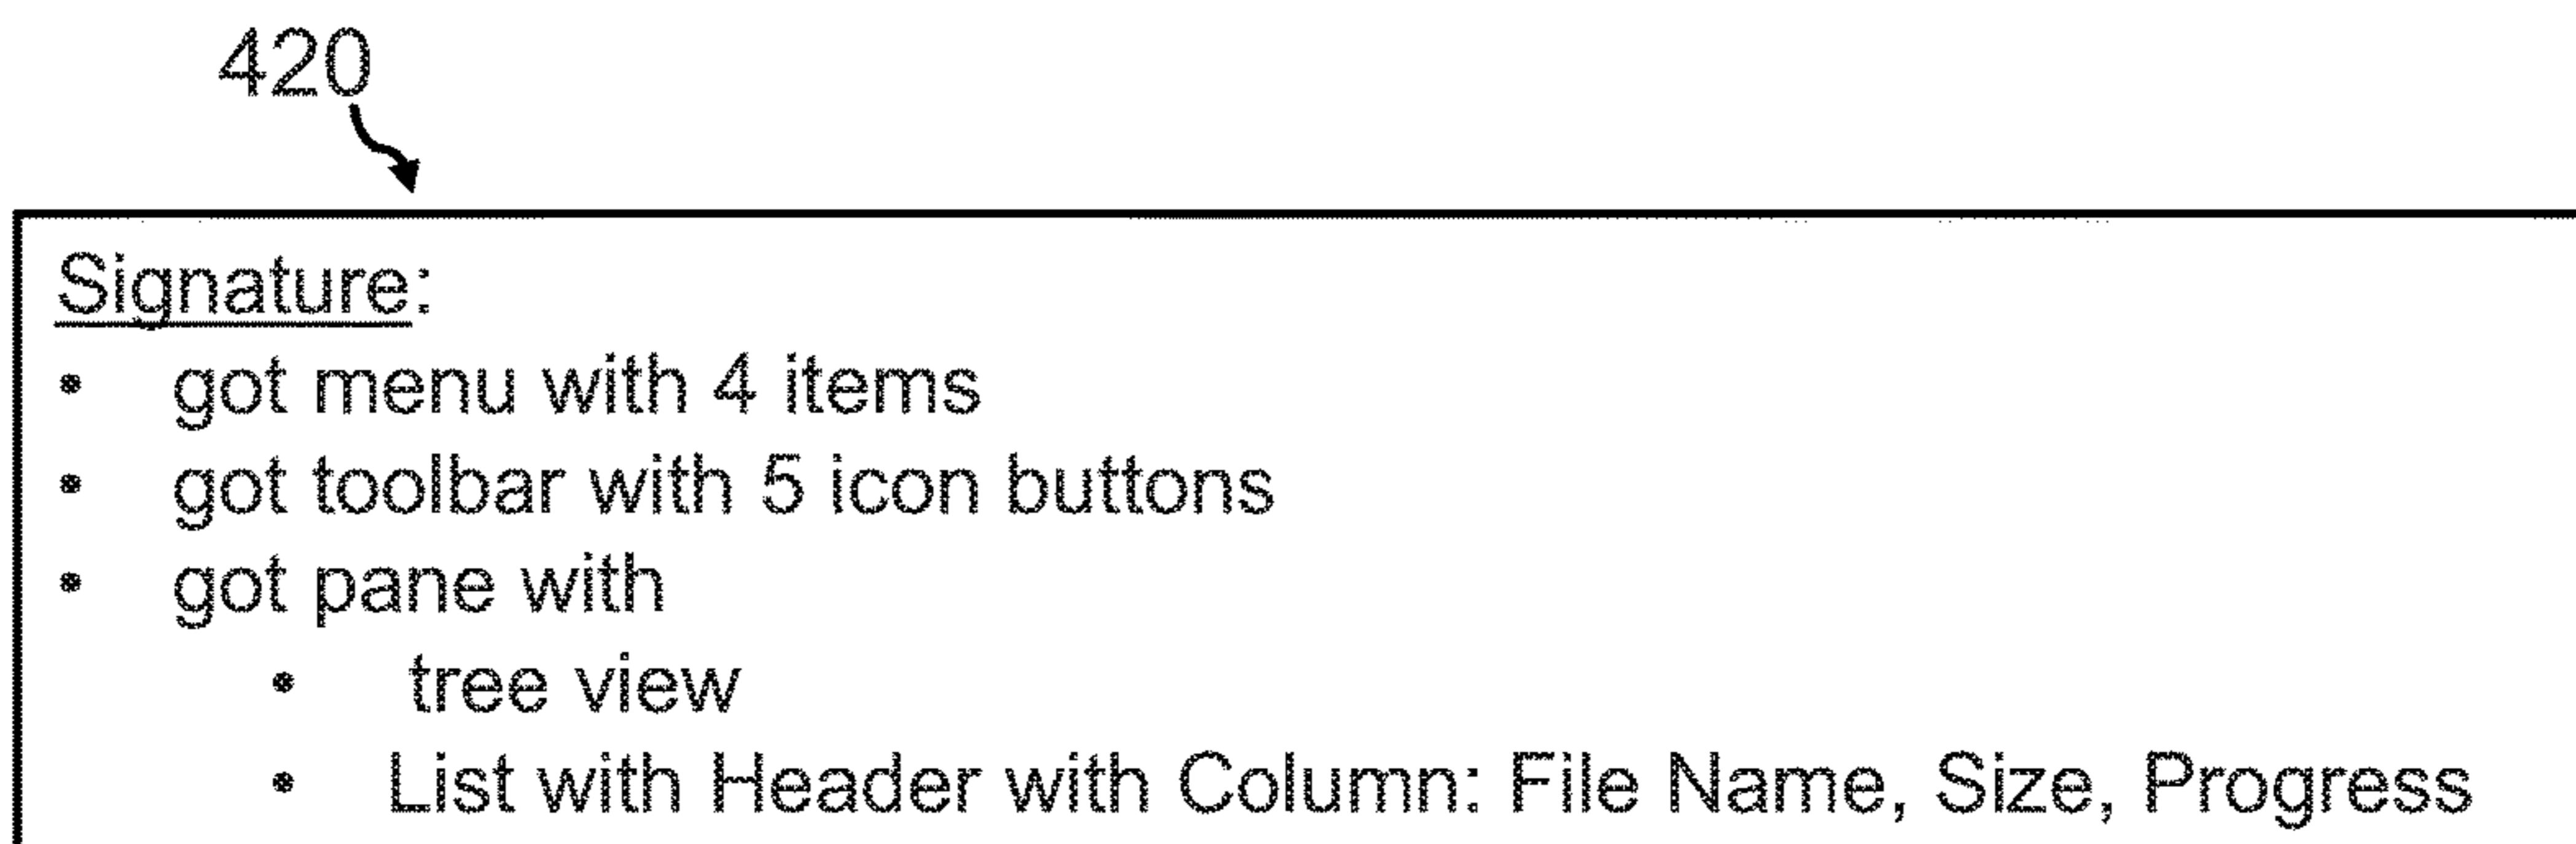 420
Signature:
• got menu with 4 items
• got toolbar with 5 icon buttons
• got pane with
• tree view
• List with Header with Column: File Name, Size, Progress